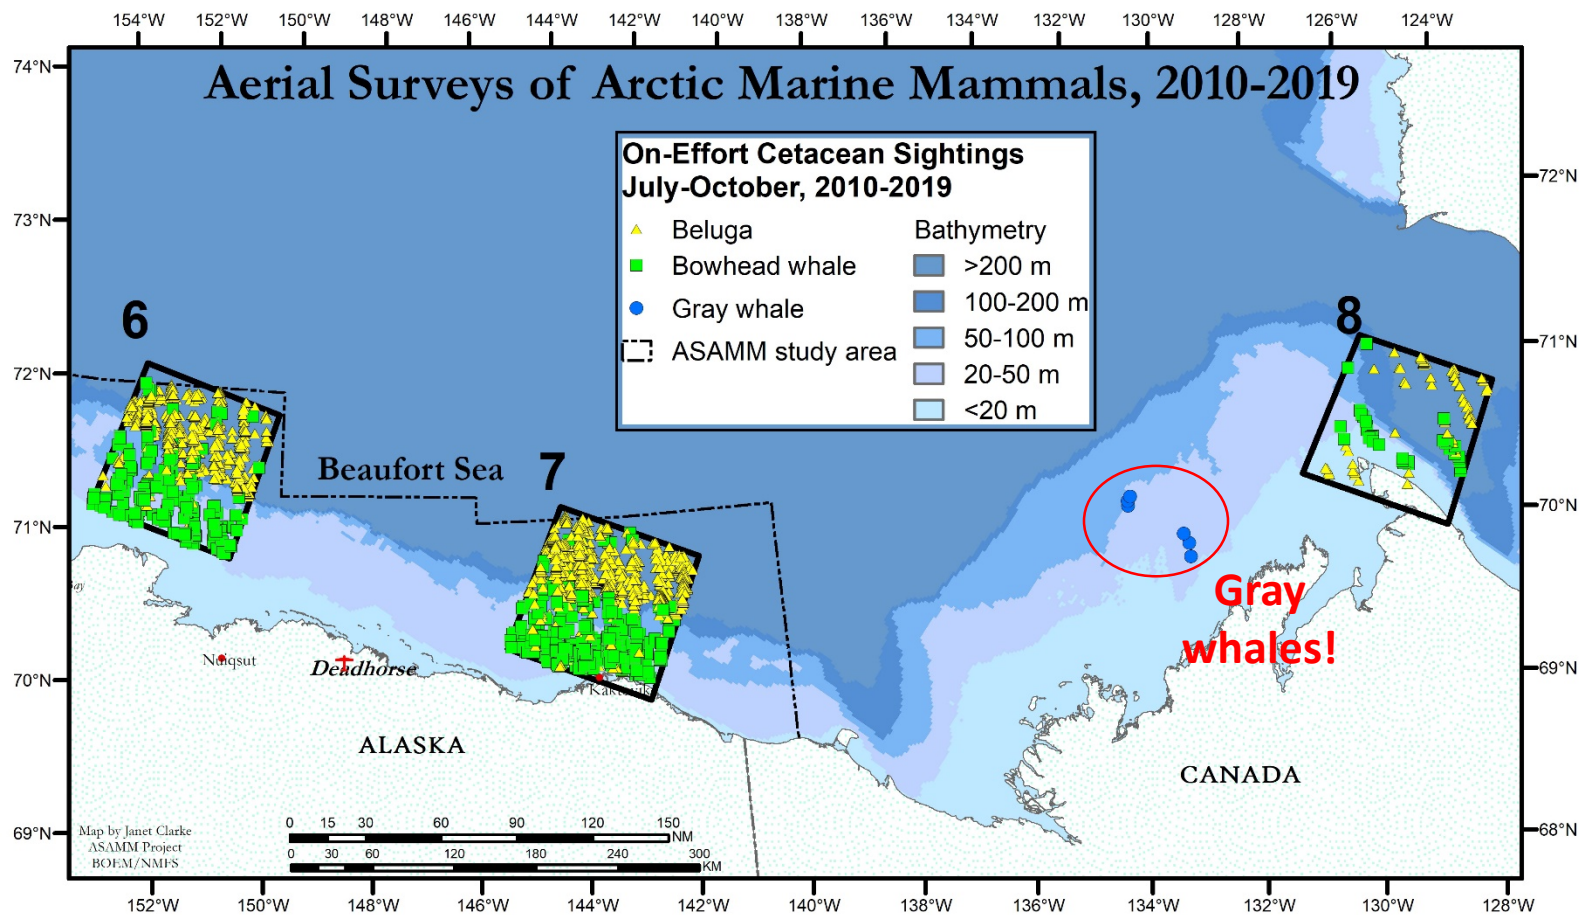 154°W 152°W 150°W 148°W 146°W 144°W 142°W 140°W 138°W 136°W 134°W 132°W 130°W 128°W 126°W 124°W
74°N
Aerial Surveys of Arctic Marine Mammals, 2010-2019
On-Effort Cetacean Sightings
July-October, 2010-2019
Beluga
Bowhead whale
Gray whale
ASAMM study area
Bathymetry
>200 m
100-200 m
50-100 m
20-50 m
<20 m
72°N
73°N
6
8
71°N
72°N
Beaufort Sea
7
70°N
71°N
Gray
whales!
Bay
Nuiqsut
Deadhorse
Kaktovik
69°N
70°N
ALASKA
CANADA
Map by Janet Clarke
ASAMM Project
BOEM/NMFS
0 15 30 60 90 120 150
NM
0 30 60 120 180 240 300
KM
69°N
68°N
152°W 150°W 148°W 146°W 144°W 142°W 140°W 138°W 136°W 134°W 132°W 130°W 128°W